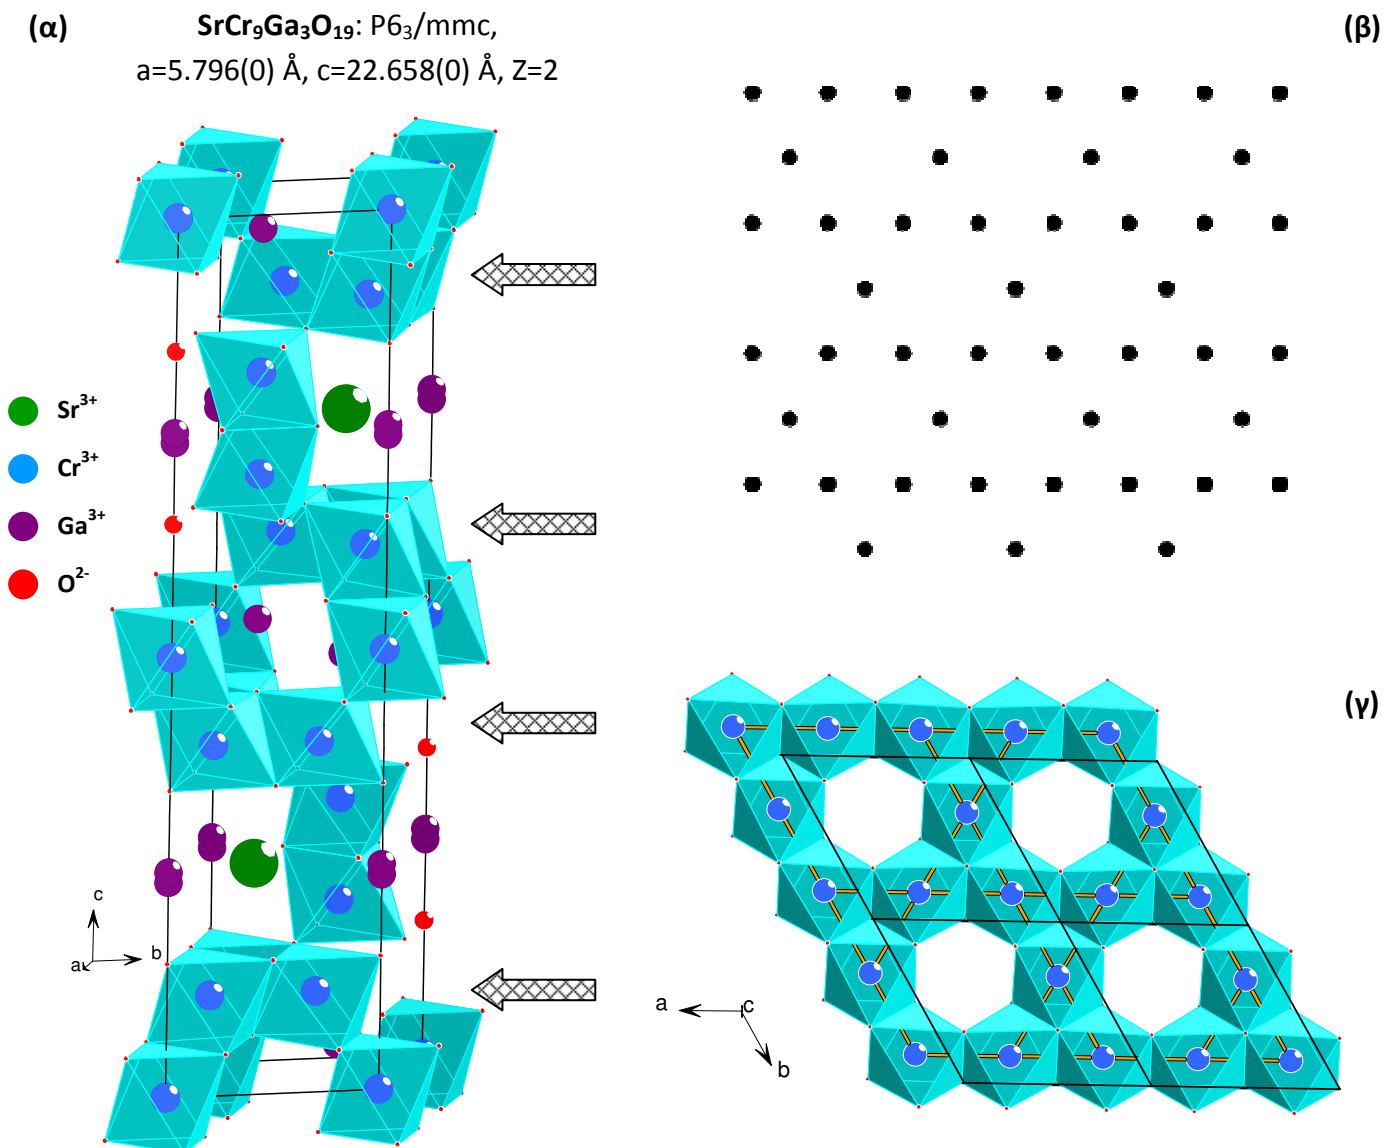 (α)
SrCr₉Ga₃O₁₉: P6₃/mmc,
a=5.796(0) Å, c=22.658(0) Å, Z=2
(β)
Sr³⁺
Cr³⁺
Ga³⁺
O²⁻
c
a
b
(γ)
a
c
b